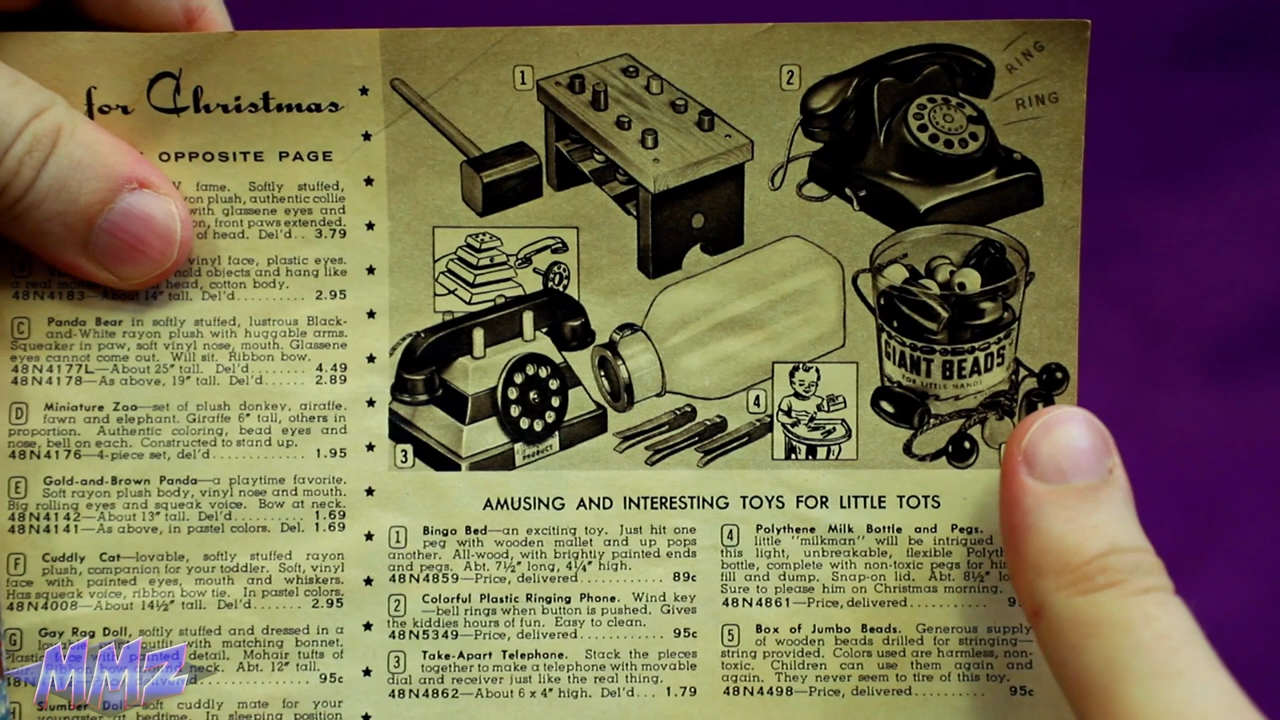 for Christmas
OPPOSITE PAGE
V fame. Softly stuffed,
plush, authentic collie
with glassene eyes and
front paws extended.
of head. Del'd.. 3.79
vinyl face, plastic eyes.
hold objects and hang like
a real head, cotton body.
48N4183—About 14" tall. Del'd.......... 2.95
C Panda Bear in softly stuffed, lustrous Black-
and-White rayon plush with huggable arms.
Squeaker in paw, soft vinyl nose, mouth. Glassene
eyes cannot come out. Will sit. Ribbon bow.
48N4177L—About 25" tall. Del'd......... 4.49
48N4178—As above, 19" tall. Del'd....... 2.89
D Miniature Zoo—set of plush donkey, giraffe,
fawn and elephant. Giraffe 6" tall, others in
proportion. Authentic coloring, bead eyes and
nose, bell on each. Constructed to stand up.
48N4176—4-piece set, del'd............. 1.95
E Gold-and-Brown Panda—a playtime favorite.
Soft rayon plush body, vinyl nose and mouth.
Big rolling eyes and squeak voice. Bow at neck.
48N4142—About 13" tall. Del'd.......... 1.69
48N4141—As above, in pastel colors. Del. 1.69
F Cuddly Cat—lovable, softly stuffed rayon
plush, companion for your toddler. Soft, vinyl
face with painted eyes, mouth and whiskers.
Has squeak voice, ribbon bow tie. In pastel colors.
48N4008—About 14½" tall. Del'd........ 2.95
G Gay Rag Doll, softly stuffed and dressed in a
outfit with matching bonnet.
detail. Mohair tufts of
neck. Abt. 12" tall.
95c
H Slumber Doll soft cuddly mate for your
youngster at bedtime. In sleeping position
MMZ
1
2
RING
RING
GIANT BEADS
FOR LITTLE HANDS
4
3
PRODUCT
AMUSING AND INTERESTING TOYS FOR LITTLE TOTS
1 Bingo Bed—an exciting toy. Just hit one
peg with wooden mallet and up pops
another. All-wood, with brightly painted ends
and pegs. Abt. 7½" long, 4¼" high.
48N4859—Price, delivered............ 89c
2 Colorful Plastic Ringing Phone. Wind key
—bell rings when button is pushed. Gives
the kiddies hours of fun. Easy to clean.
48N5349—Price, delivered............ 95c
3 Take-Apart Telephone. Stack the pieces
together to make a telephone with movable
dial and receiver just like the real thing.
48N4862—About 6 x 4" high. Del'd... 1.79
4 Polythene Milk Bottle and Pegs.
little "milkman" will be intrigued
this light, unbreakable, flexible
bottle, complete with non-toxic pegs for
fill and dump. Snap-on lid. Abt. 8½"
Sure to please him on Christmas morning.
48N4861—Price, delivered..........
5 Box of Jumbo Beads. Generous supply
of wooden beads drilled for stringing—
string provided. Colors used are harmless, non-
toxic. Children can use them again and
again. They never seem to tire of this toy.
48N4498—Price, delivered............ 95c